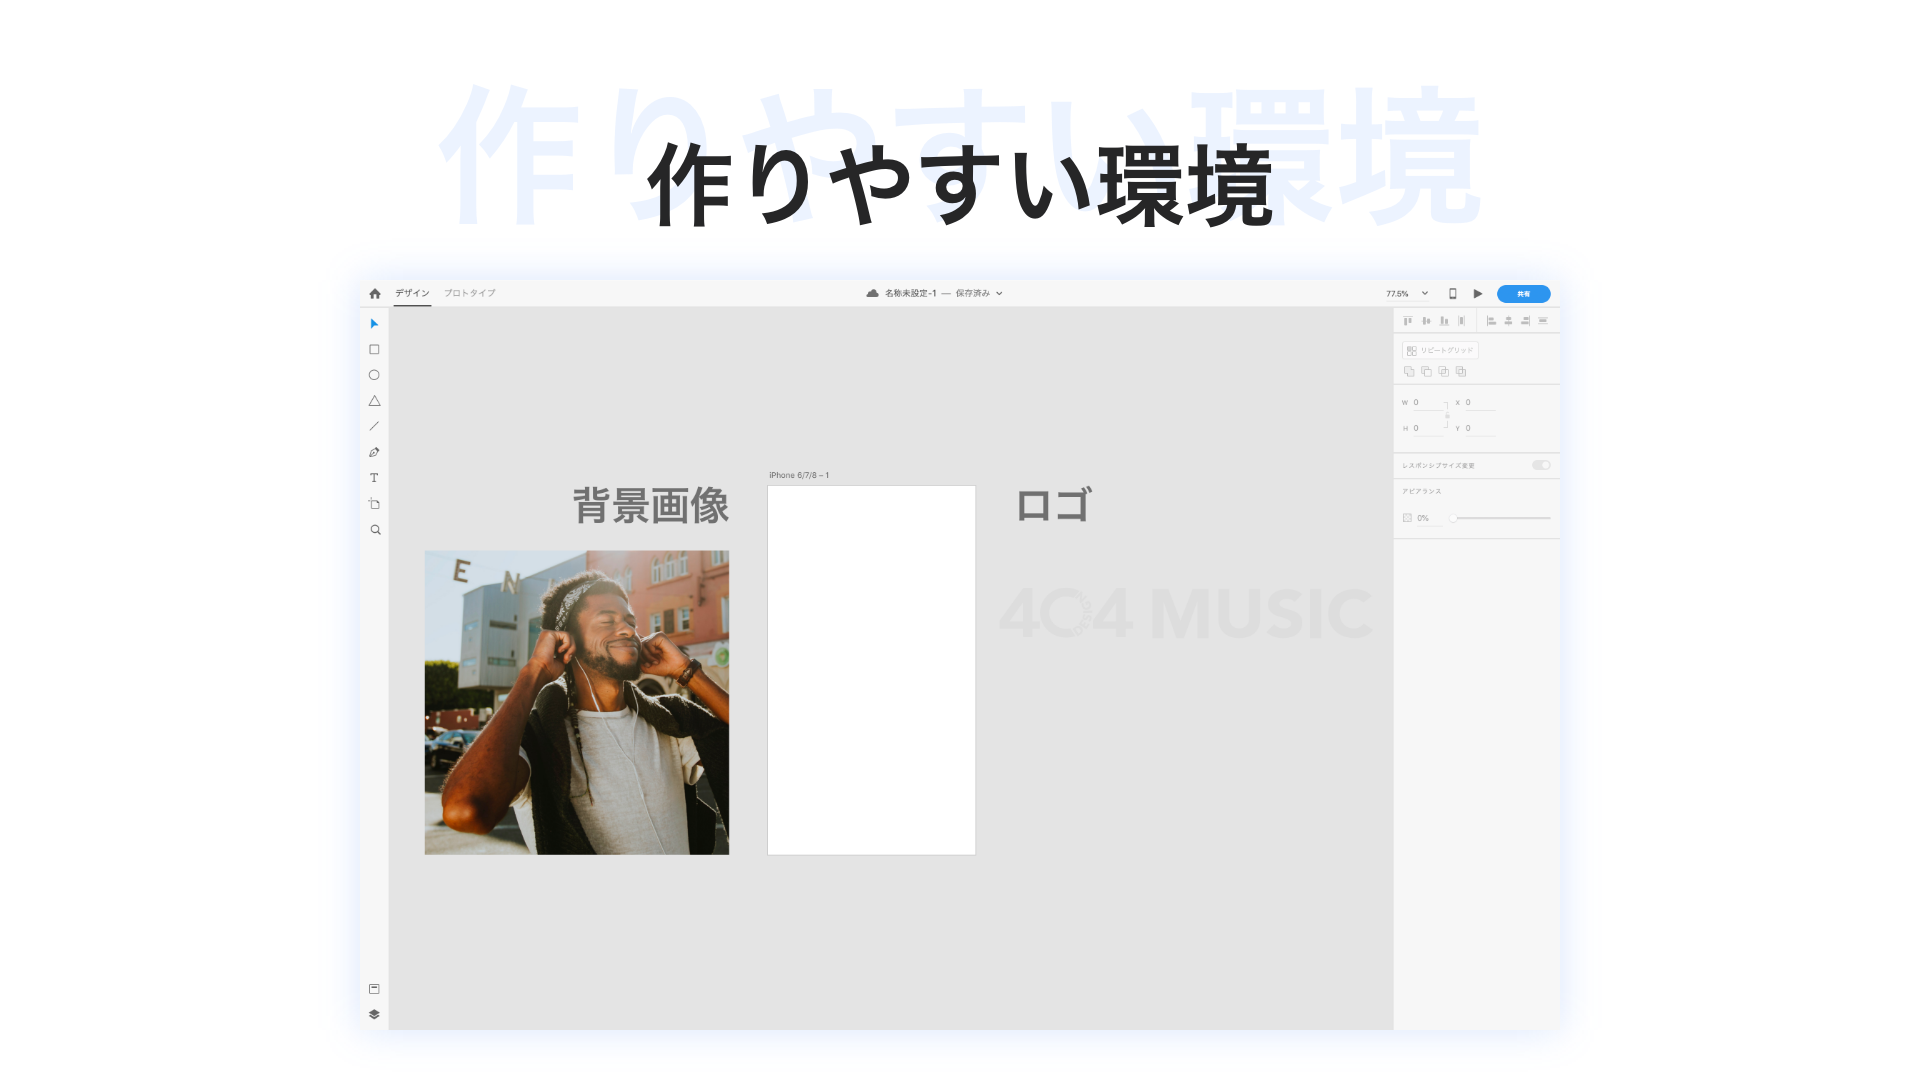 作りやすい環境
作りやすい環境
デザイン プロトタイプ 名称未設定-1 — 保存済み 77.5% 共有
リピートグリッド
W 0 X 0
H 0 Y 0
レスポンシブサイズ変更
アピアランス
0%
iPhone 6/7/8 – 1
背景画像 ロゴ
E N
404 MUSIC
DESIGN
T